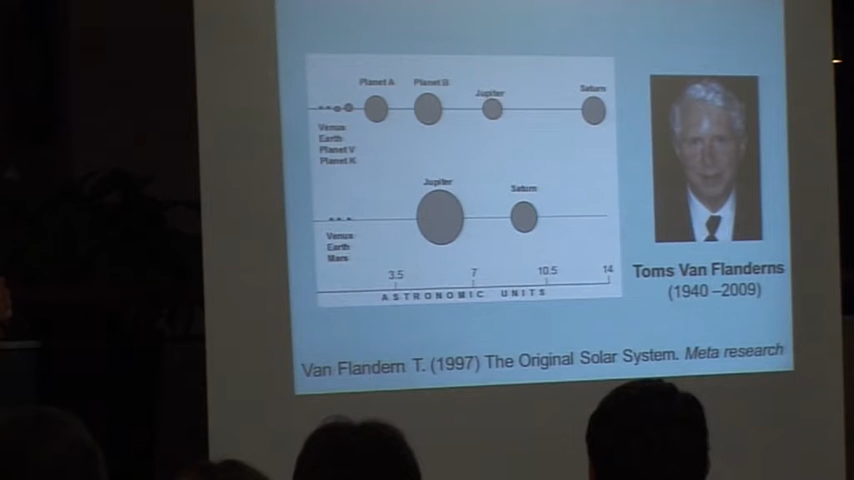 Planet A
Planet B
Jupiter
Saturn
Venus
Earth
Planet V
Planet K
Jupiter
Saturn
Venus
Earth
Mars
3.5 7 10.5 14
ASTRONOMIC UNITS
Toms Van Flanderns
(1940 –2009)
Van Flandern T. (1997) The Original Solar System. Meta research